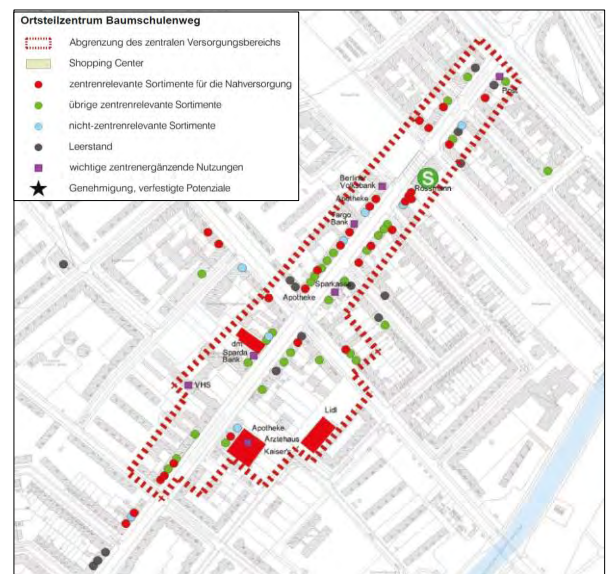 Ortsteilzentrum Baumschulenweg
Abgrenzung des zentralen Versorgungsbereichs
Shopping Center
zentrenrelevante Sortimente für die Nahversorgung
übrige zentrenrelevante Sortimente
nicht-zentrenrelevante Sortimente
Leerstand
wichtige zentrenergänzende Nutzungen
Genehmigung, verfestigte Potenziale
Post
S
Berliner
Volksbank
Rossmann
Apotheke
Targo
Bank
Sparkasse
Apotheke
dm
Sparda
Bank
VHS
Lidl
Apotheke
Ärztehaus
Kaiser's